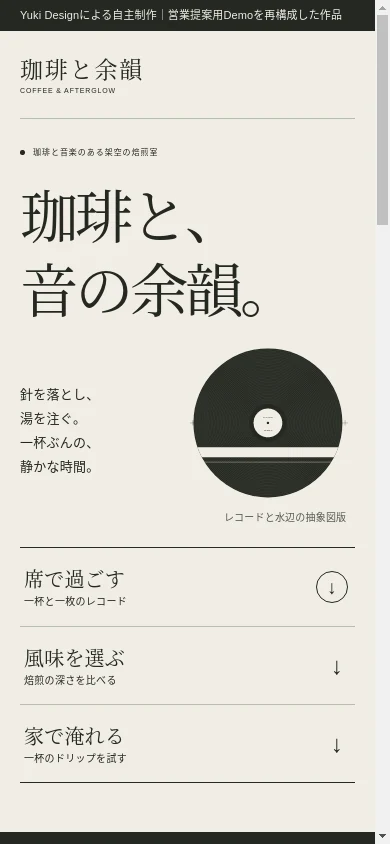 Yuki Designによる自主制作｜営業提案用Demoを再構成した作品
珈琲と余韻
COFFEE & AFTERGLOW
珈琲と音楽のある架空の焙煎室
珈琲と、
音の余韻。
針を落とし、
湯を注ぐ。
一杯ぶんの、
静かな時間。
レコードと水辺の抽象図版
席で過ごす
一杯と一枚のレコード
↓
風味を選ぶ
焙煎の深さを比べる
↓
家で淹れる
一杯のドリップを試す
↓